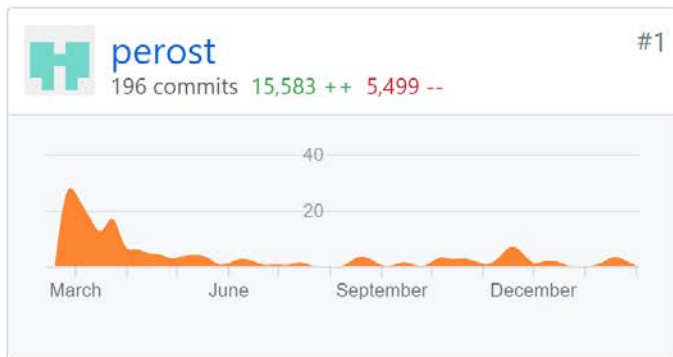 perost
#1
196 commits 15,583 ++ 5,499 --
40
20
March June September December